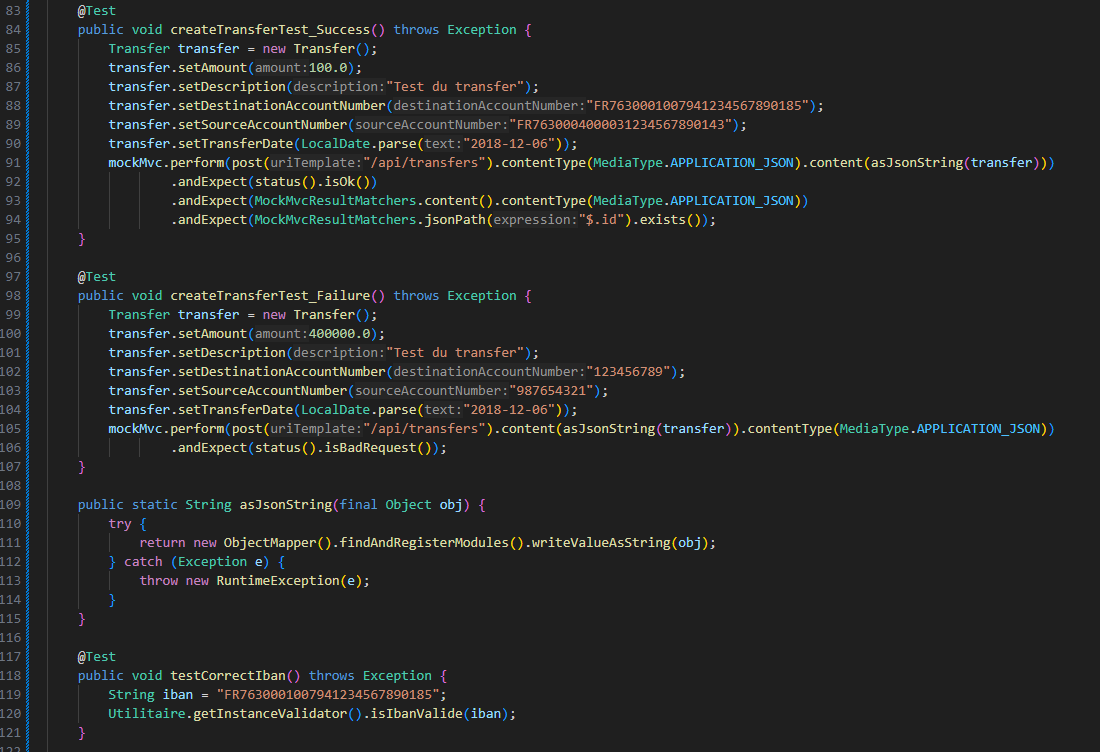 83 @Test
84 public void createTransferTest_Success() throws Exception {
85 Transfer transfer = new Transfer();
86 transfer.setAmount(amount:100.0);
87 transfer.setDescription(description:"Test du transfer");
88 transfer.setDestinationAccountNumber(destinationAccountNumber:"FR7630001007941234567890185");
89 transfer.setSourceAccountNumber(sourceAccountNumber:"FR7630004000031234567890143");
90 transfer.setTransferDate(LocalDate.parse(text:"2018-12-06"));
91 mockMvc.perform(post(uriTemplate:"/api/transfers").contentType(MediaType.APPLICATION_JSON).content(asJsonString(transfer)))
92 .andExpect(status().isOk())
93 .andExpect(MockMvcResultMatchers.content().contentType(MediaType.APPLICATION_JSON))
94 .andExpect(MockMvcResultMatchers.jsonPath(expression:"$.id").exists());
95 }
96
97 @Test
98 public void createTransferTest_Failure() throws Exception {
99 Transfer transfer = new Transfer();
100 transfer.setAmount(amount:400000.0);
101 transfer.setDescription(description:"Test du transfer");
102 transfer.setDestinationAccountNumber(destinationAccountNumber:"123456789");
103 transfer.setSourceAccountNumber(sourceAccountNumber:"987654321");
104 transfer.setTransferDate(LocalDate.parse(text:"2018-12-06"));
105 mockMvc.perform(post(uriTemplate:"/api/transfers").content(asJsonString(transfer)).contentType(MediaType.APPLICATION_JSON))
106 .andExpect(status().isBadRequest());
107 }
108
109 public static String asJsonString(final Object obj) {
110 try {
111 return new ObjectMapper().findAndRegisterModules().writeValueAsString(obj);
112 } catch (Exception e) {
113 throw new RuntimeException(e);
114 }
115 }
116
117 @Test
118 public void testCorrectIban() throws Exception {
119 String iban = "FR7630001007941234567890185";
120 Utilitaire.getInstanceValidator().isIbanValide(iban);
121 }
122